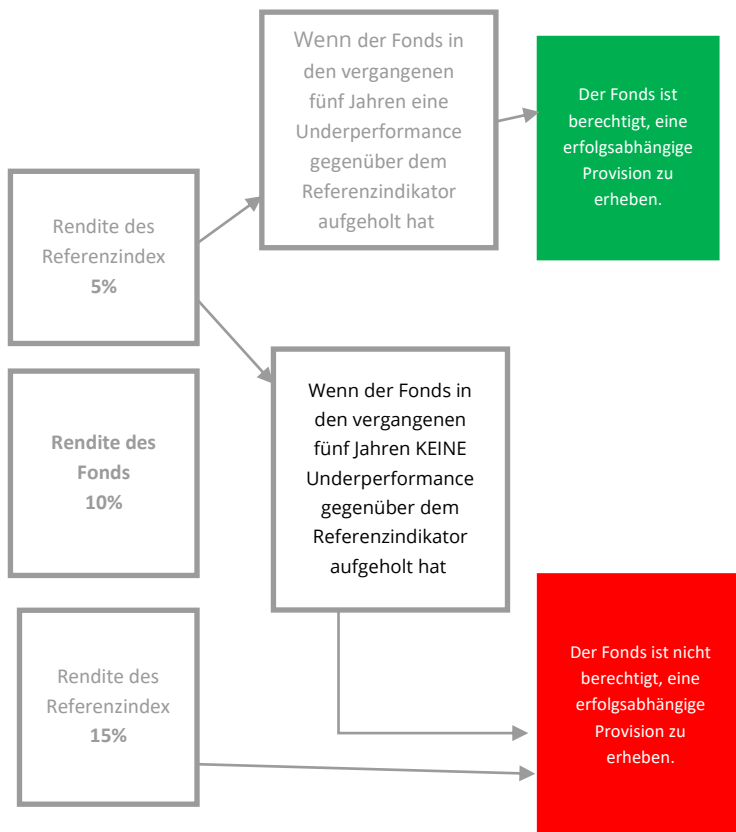 Wenn der Fonds in
den vergangenen
fünf Jahren eine
Underperformance
gegenüber dem
Referenzindikator
aufgeholt hat
Der Fonds ist
berechtigt, eine
erfolgsabhängige
Provision zu
erheben.
Rendite des
Referenzindex
5%
Wenn der Fonds in
den vergangenen
fünf Jahren KEINE
Underperformance
gegenüber dem
Referenzindikator
aufgeholt hat
Rendite des
Fonds
10%
Rendite des
Referenzindex
15%
Der Fonds ist nicht
berechtigt, eine
erfolgsabhängige
Provision zu
erheben.